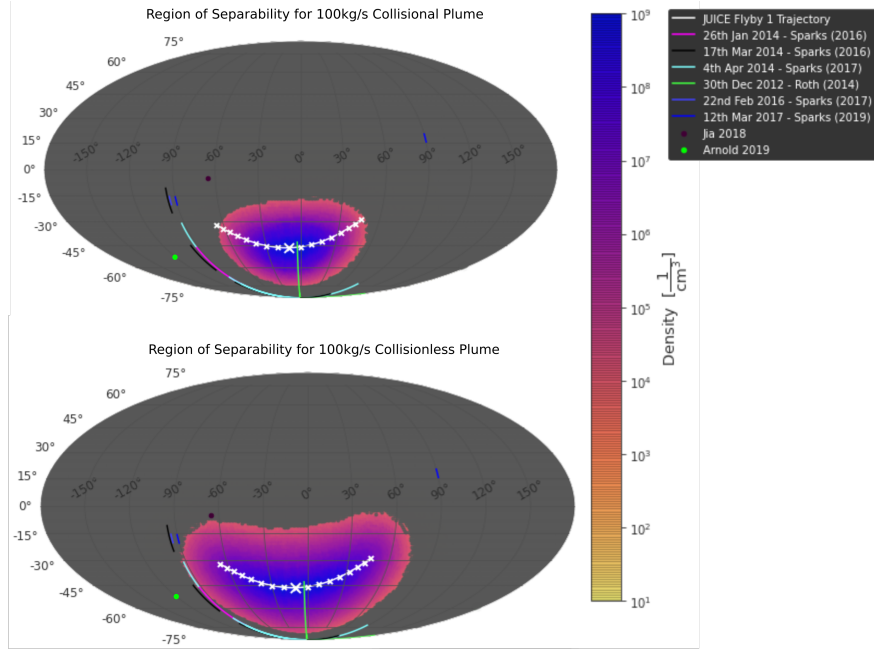 Region of Separability for 100kg/s Collisional Plume
75°
60°
45°
30°
15°
0°
-15°
-30°
-45°
-60°
-75°
-150° -120° -90° -60° -30° 0° 30° 60° 90° 120° 150°
Region of Separability for 100kg/s Collisionless Plume
75°
60°
45°
30°
15°
0°
-15°
-30°
-45°
-60°
-75°
-150° -120° -90° -60° -30° 0° 30° 60° 90° 120° 150°
10⁹
10⁸
10⁷
10⁶
10⁵
10⁴
10³
10²
10¹
Density [1/cm³]
JUICE Flyby 1 Trajectory
26th Jan 2014 - Sparks (2016)
17th Mar 2014 - Sparks (2016)
4th Apr 2014 - Sparks (2017)
30th Dec 2012 - Roth (2014)
22nd Feb 2016 - Sparks (2017)
12th Mar 2017 - Sparks (2019)
Jia 2018
Arnold 2019